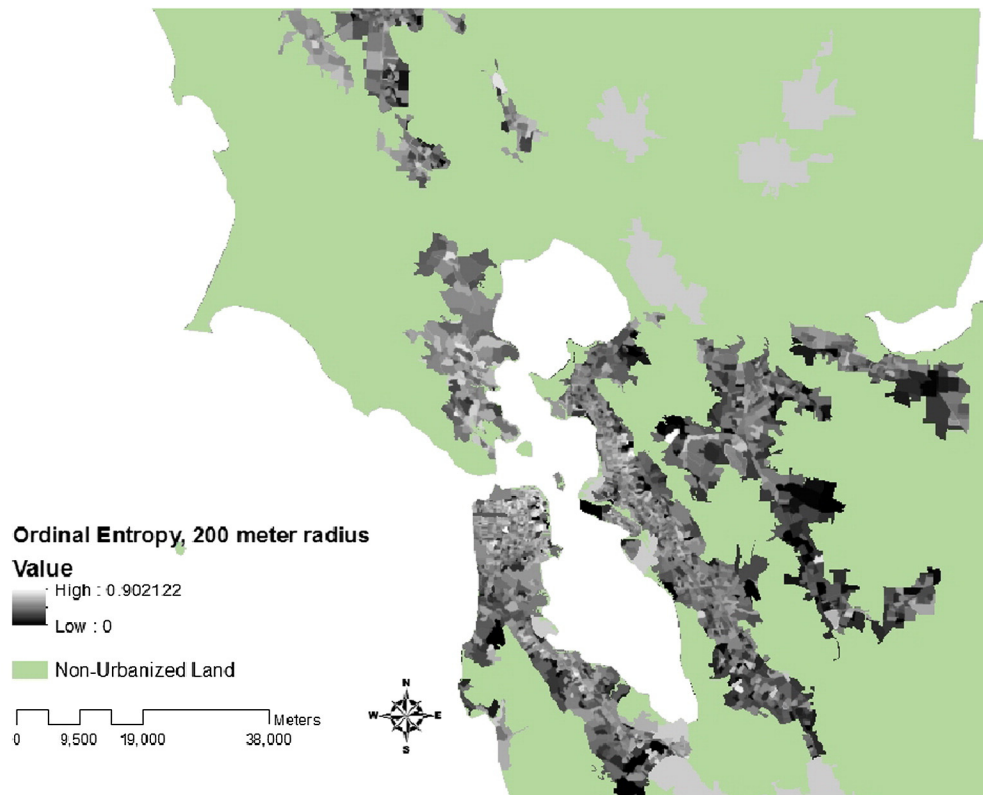 Ordinal Entropy, 200 meter radius
Value
High : 0.902122
Low : 0
Non-Urbanized Land
Meters
0 9,500 19,000 38,000
N
W E
S